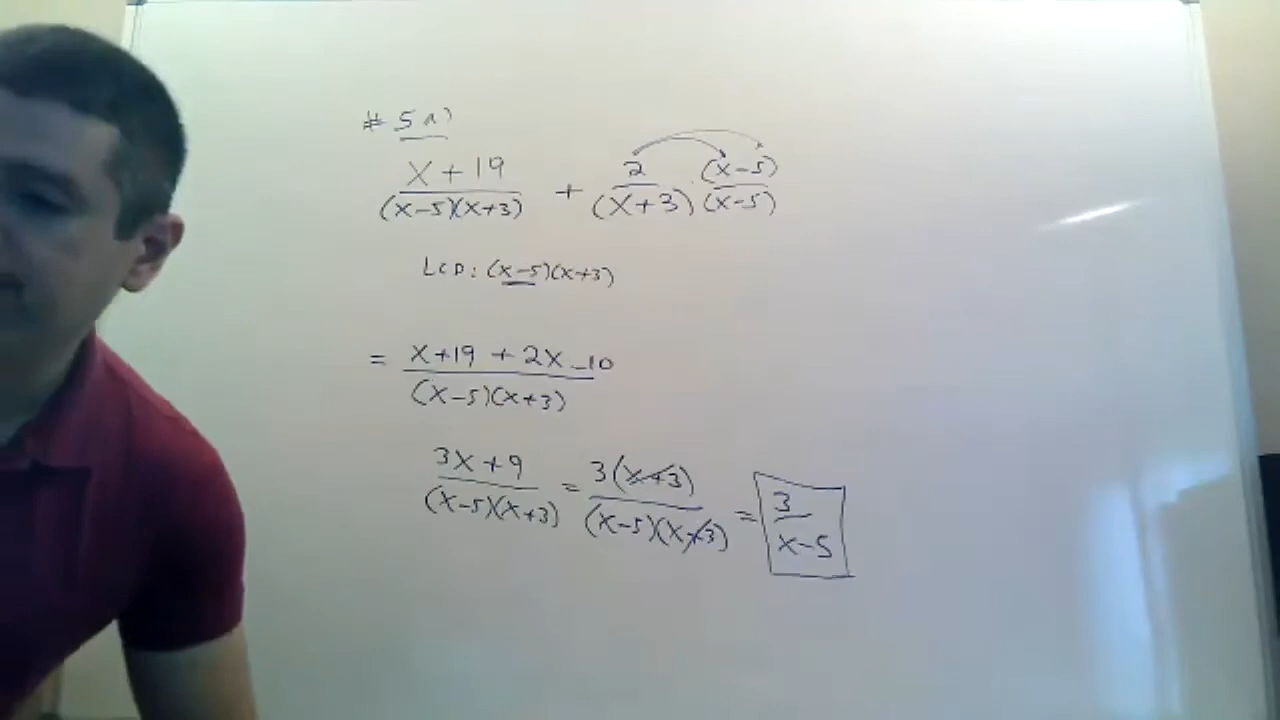 # 5 a)
x + 19 / (x-5)(x+3) + 2 / (x+3) · (x-5) / (x-5)
LCD: (x-5)(x+3)
= x+19 + 2x - 10 / (x-5)(x+3)
3x + 9 / (x-5)(x+3) = 3(x+3) / (x-5)(x+3) = 3 / x-5